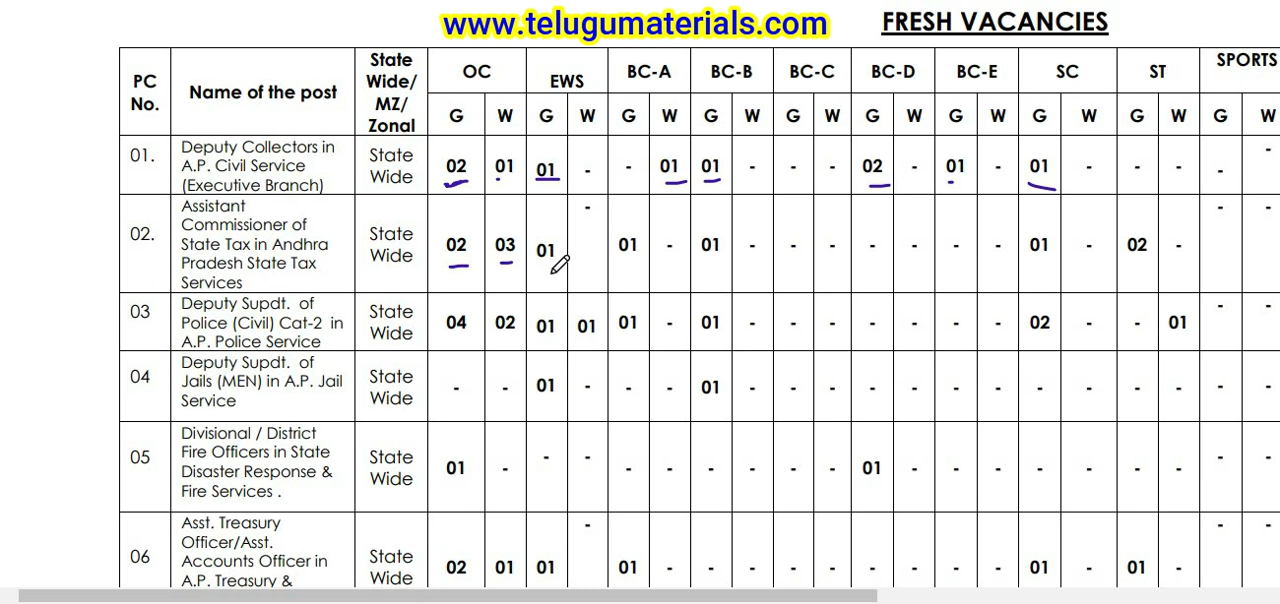 www.telugumaterials.com FRESH VACANCIES
PC No. Name of the post State Wide/ MZ/ Zonal OC EWS BC-A BC-B BC-C BC-D BC-E SC ST SPORTS
G W G W G W G W G W G W G W G W G W G W
01. Deputy Collectors in A.P. Civil Service (Executive Branch) State Wide 02 01 01 - - 01 01 - - - 02 - 01 - 01 - - - - -
02. Assistant Commissioner of State Tax in Andhra Pradesh State Tax Services State Wide 02 03 01 - 01 - 01 - - - - - - - 01 - 02 - - -
03 Deputy Supdt. of Police (Civil) Cat-2 in A.P. Police Service State Wide 04 02 01 01 01 - 01 - - - - - - - 02 - - 01 - -
04 Deputy Supdt. of Jails (MEN) in A.P. Jail Service State Wide - - 01 - - - 01 - - - - - - - - - - - - -
05 Divisional / District Fire Officers in State Disaster Response & Fire Services . State Wide 01 - - - - - - - - - 01 - - - - - - - - -
06 Asst. Treasury Officer/Asst. Accounts Officer in A.P. Treasury & State Wide 02 01 01 - 01 - - - - - - - - - 01 - 01 - - -